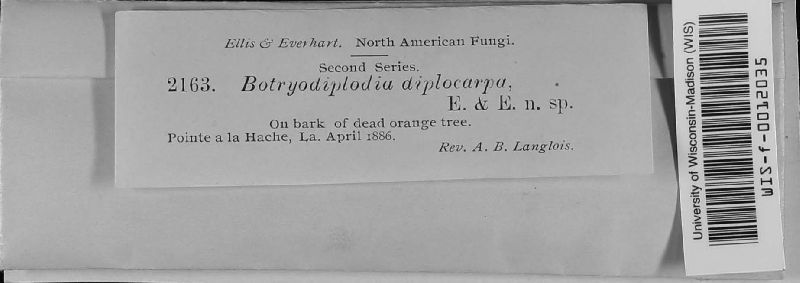 Ellis & Everhart. North American Fungi.
Second Series.
2163. Botryodiplodia diplocarpa,
E. & E. n. sp.
On bark of dead orange tree.
Pointe a la Hache, La. April 1886.
Rev. A. B. Langlois.
University of Wisconsin-Madison (WIS)
WIS-f-0012035